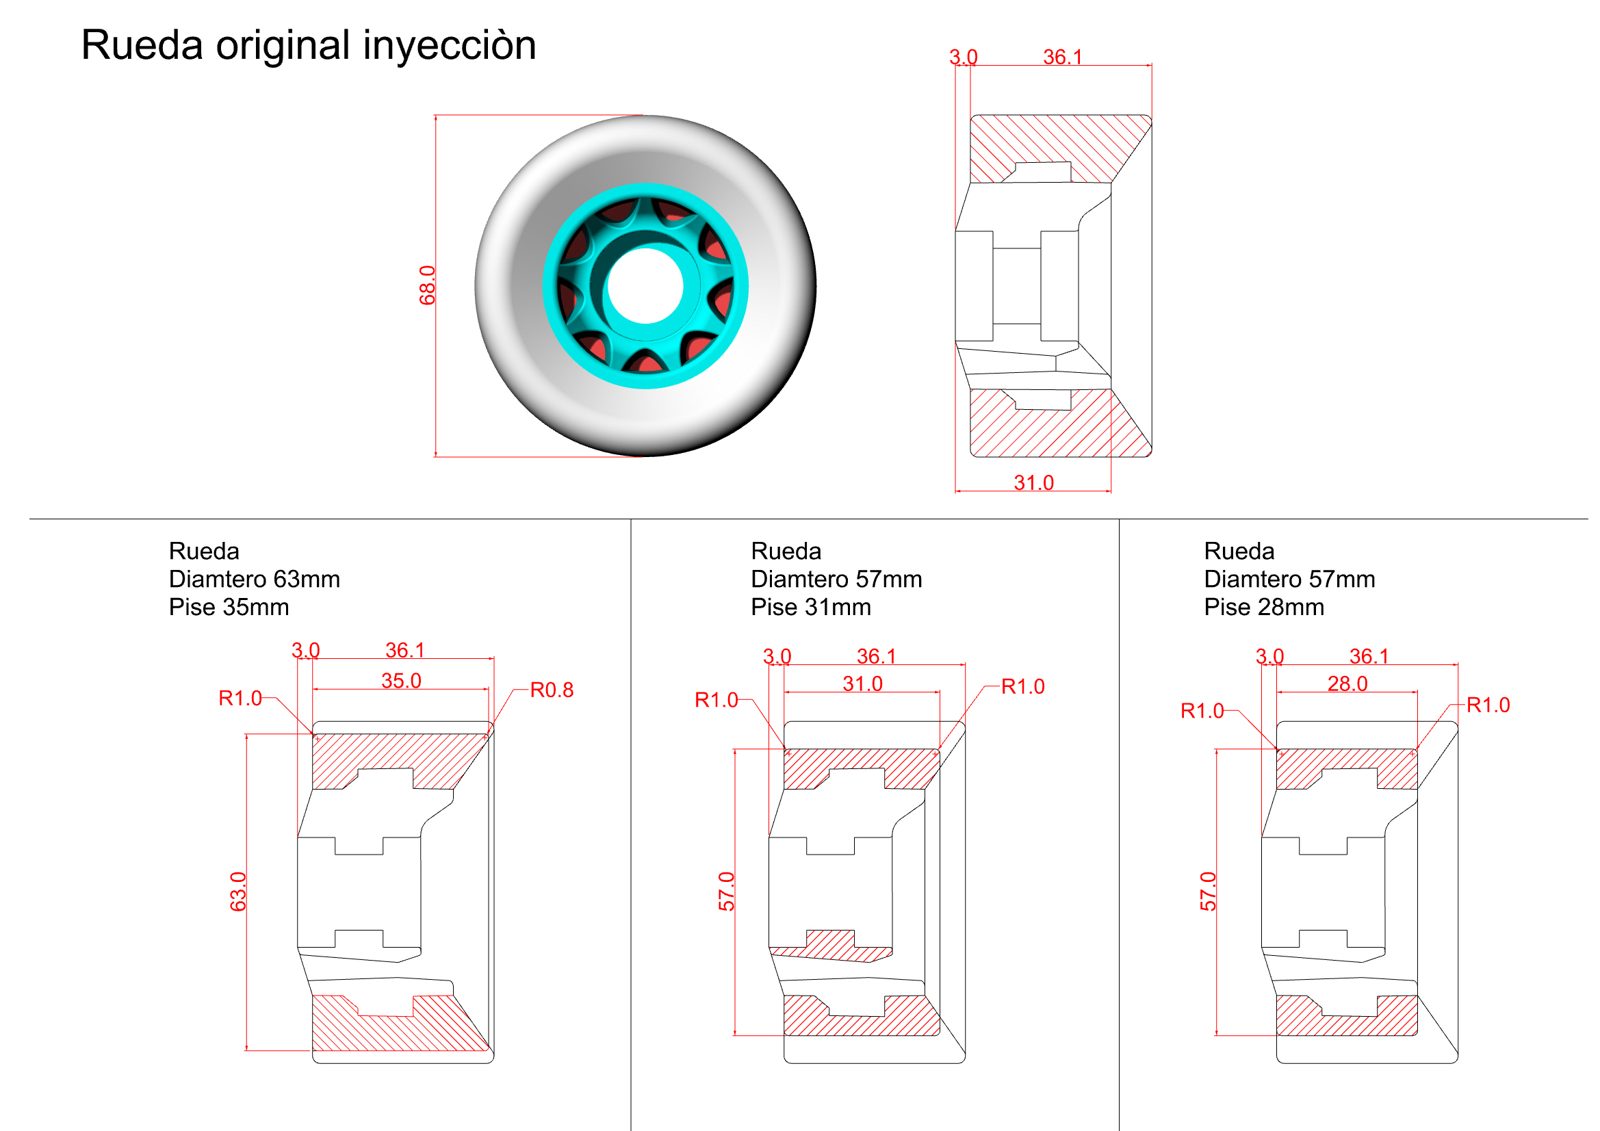 Rueda original inyecciòn
3.0 36.1
68.0
31.0
Rueda
Diamtero 63mm
Pise 35mm
3.0 36.1
35.0
R1.0 R0.8
63.0
Rueda
Diamtero 57mm
Pise 31mm
3.0 36.1
31.0
R1.0 R1.0
57.0
Rueda
Diamtero 57mm
Pise 28mm
3.0 36.1
28.0
R1.0 R1.0
57.0